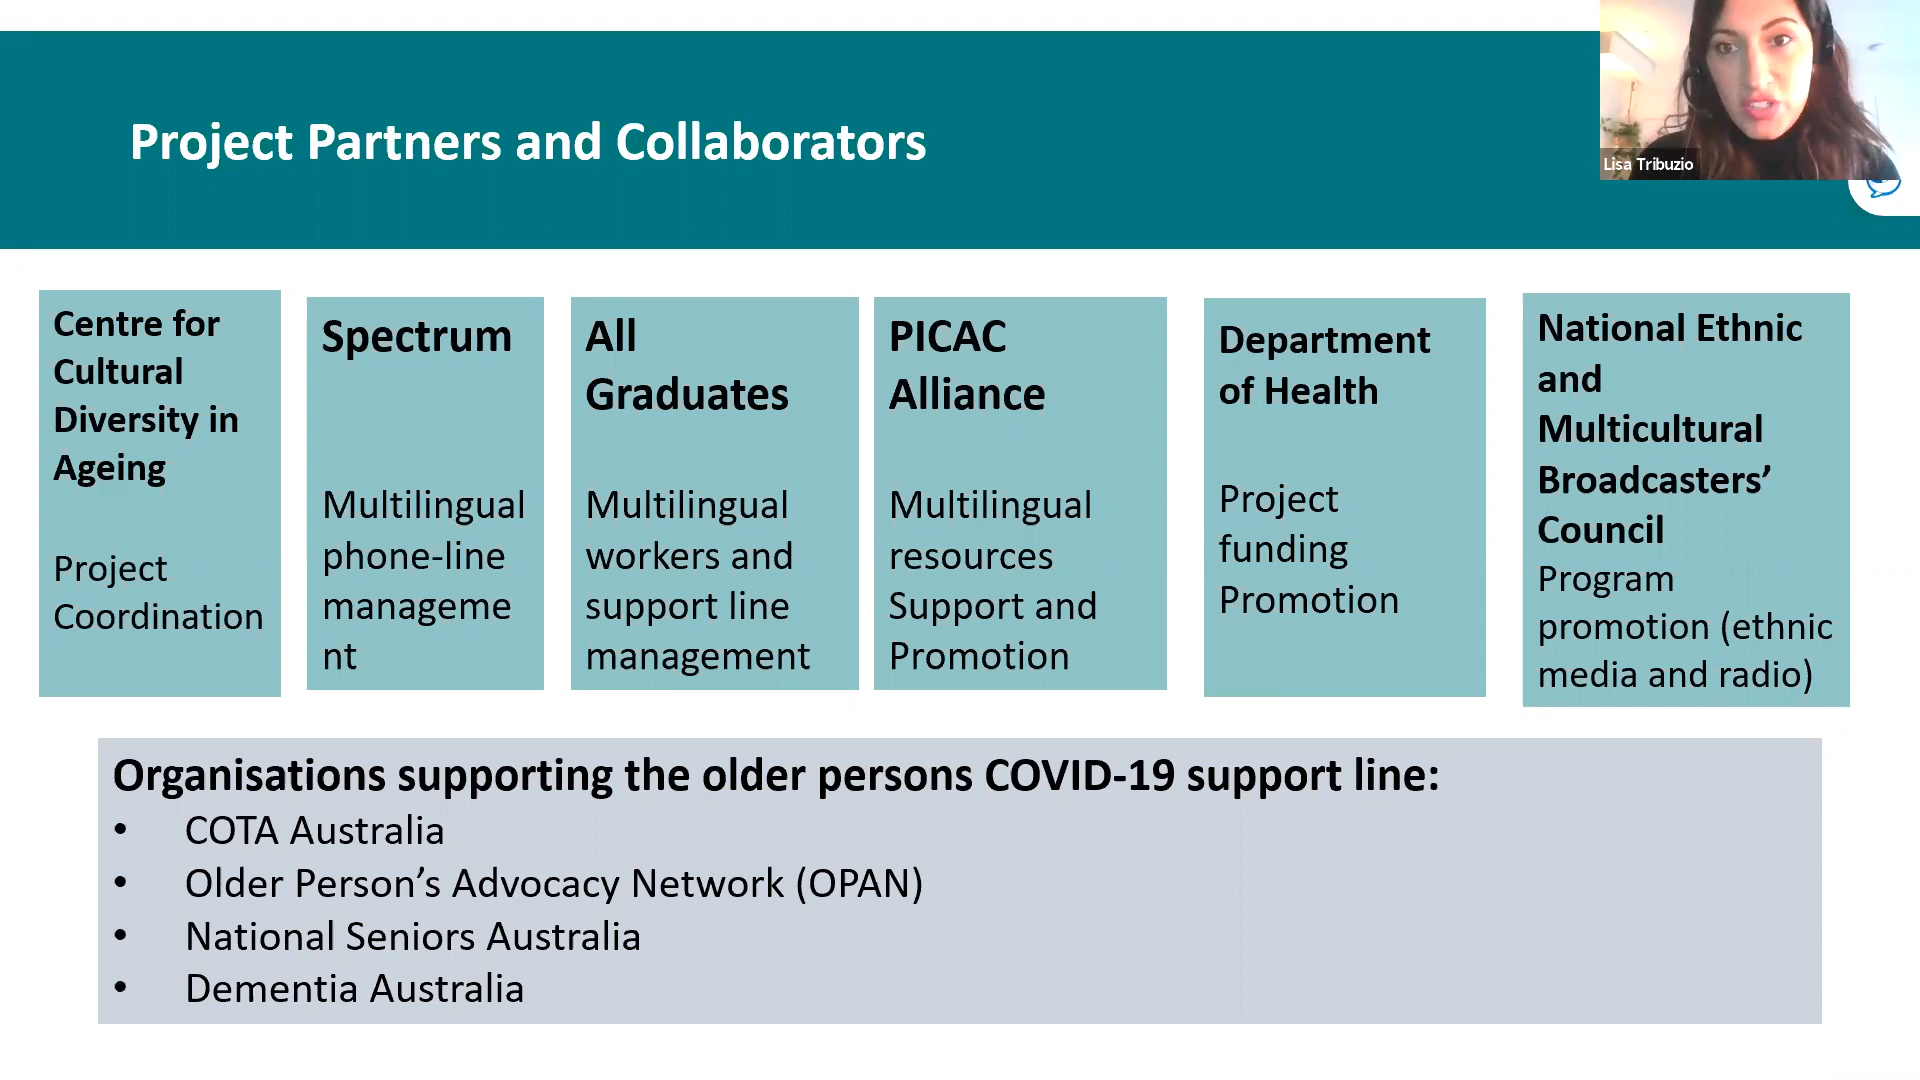 Project Partners and Collaborators
Lisa Tribuzio
Centre for
Cultural
Diversity in
Ageing
Project
Coordination
Spectrum
Multilingual
phone-line
manageme
nt
All
Graduates
Multilingual
workers and
support line
management
PICAC
Alliance
Multilingual
resources
Support and
Promotion
Department
of Health
Project
funding
Promotion
National Ethnic
and
Multicultural
Broadcasters’
Council
Program
promotion (ethnic
media and radio)
Organisations supporting the older persons COVID-19 support line:
• COTA Australia
• Older Person’s Advocacy Network (OPAN)
• National Seniors Australia
• Dementia Australia